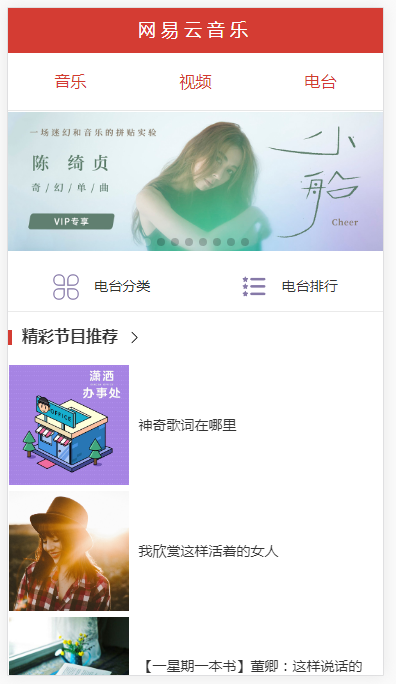 网易云音乐
音乐 视频 电台
一场迷幻和音乐的拼贴实验
陈 绮贞
奇/幻/单/曲
VIP专享
小船
Cheer
电台分类 电台排行
精彩节目推荐 >
潇洒
办事处
OFFICE
神奇歌词在哪里
我欣赏这样活着的女人
【一星期一本书】董卿：这样说话的